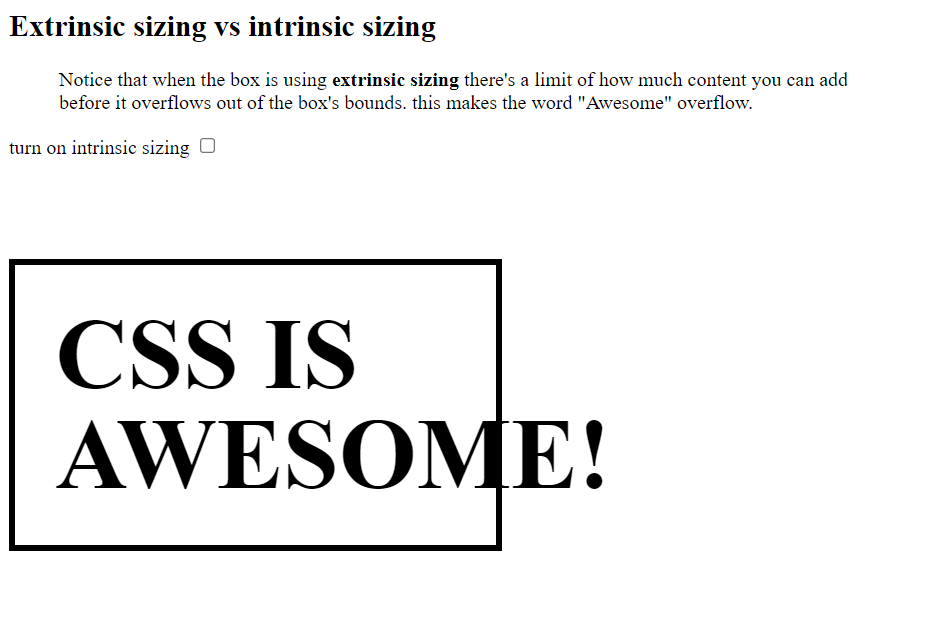 Extrinsic sizing vs intrinsic sizing
Notice that when the box is using extrinsic sizing there's a limit of how much content you can add
before it overflows out of the box's bounds. this makes the word "Awesome" overflow.
turn on intrinsic sizing
CSS IS
AWESOME!